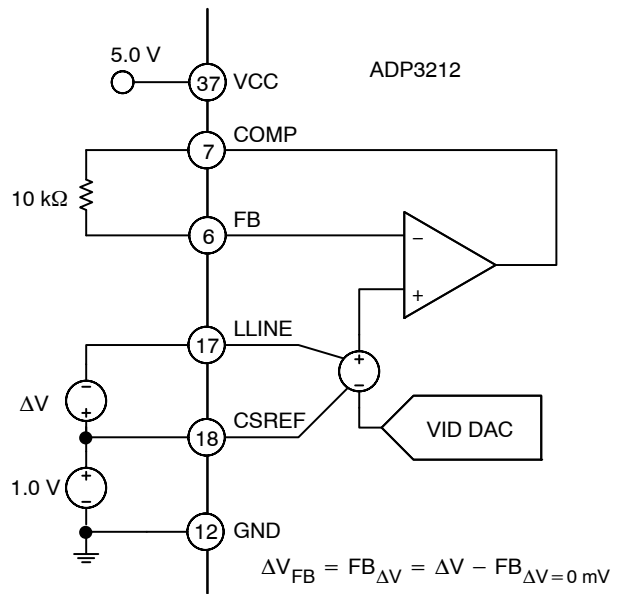 5.0 V
37 VCC
ADP3212
7 COMP
10 kΩ
6 FB
−
+
17 LLINE
+
−
ΔV
−
+
18 CSREF
VID DAC
1.0 V
+
−
12 GND
ΔV_FB = FB_ΔV = ΔV − FB_ΔV=0 mV